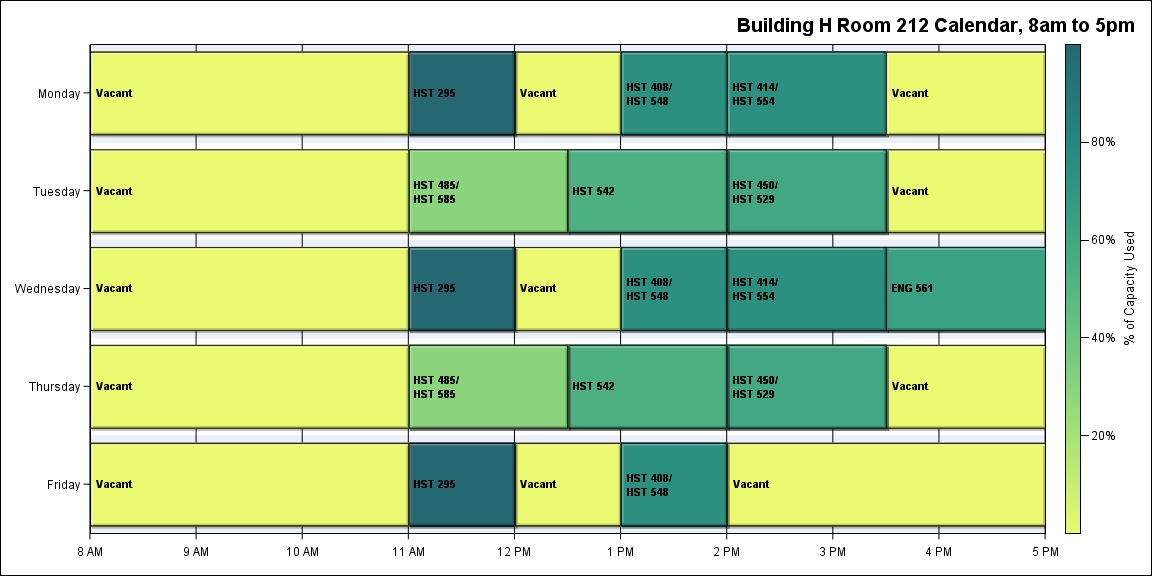 Building H Room 212 Calendar, 8am to 5pm
Monday
Vacant
HST 295
Vacant
HST 408/
HST 548
HST 414/
HST 554
Vacant
Tuesday
Vacant
HST 485/
HST 585
HST 542
HST 450/
HST 529
Vacant
Wednesday
Vacant
HST 295
Vacant
HST 408/
HST 548
HST 414/
HST 554
ENG 561
Thursday
Vacant
HST 485/
HST 585
HST 542
HST 450/
HST 529
Vacant
Friday
Vacant
HST 295
Vacant
HST 408/
HST 548
Vacant
8 AM
9 AM
10 AM
11 AM
12 PM
1 PM
2 PM
3 PM
4 PM
5 PM
80%
60%
40%
20%
% of Capacity Used